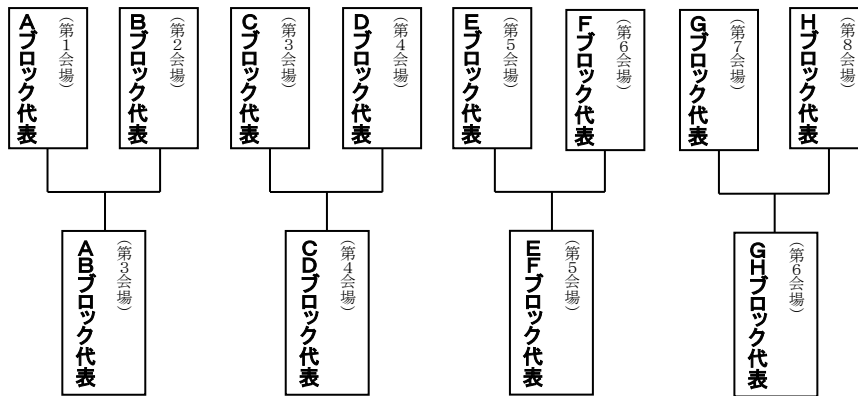 （第１会場）
Ａブロック代表
（第２会場）
Ｂブロック代表
（第３会場）
Ｃブロック代表
（第４会場）
Ｄブロック代表
（第５会場）
Ｅブロック代表
（第６会場）
Ｆブロック代表
（第７会場）
Ｇブロック代表
（第８会場）
Ｈブロック代表
（第３会場）
ＡＢブロック代表
（第４会場）
ＣＤブロック代表
（第５会場）
ＥＦブロック代表
（第６会場）
ＧＨブロック代表